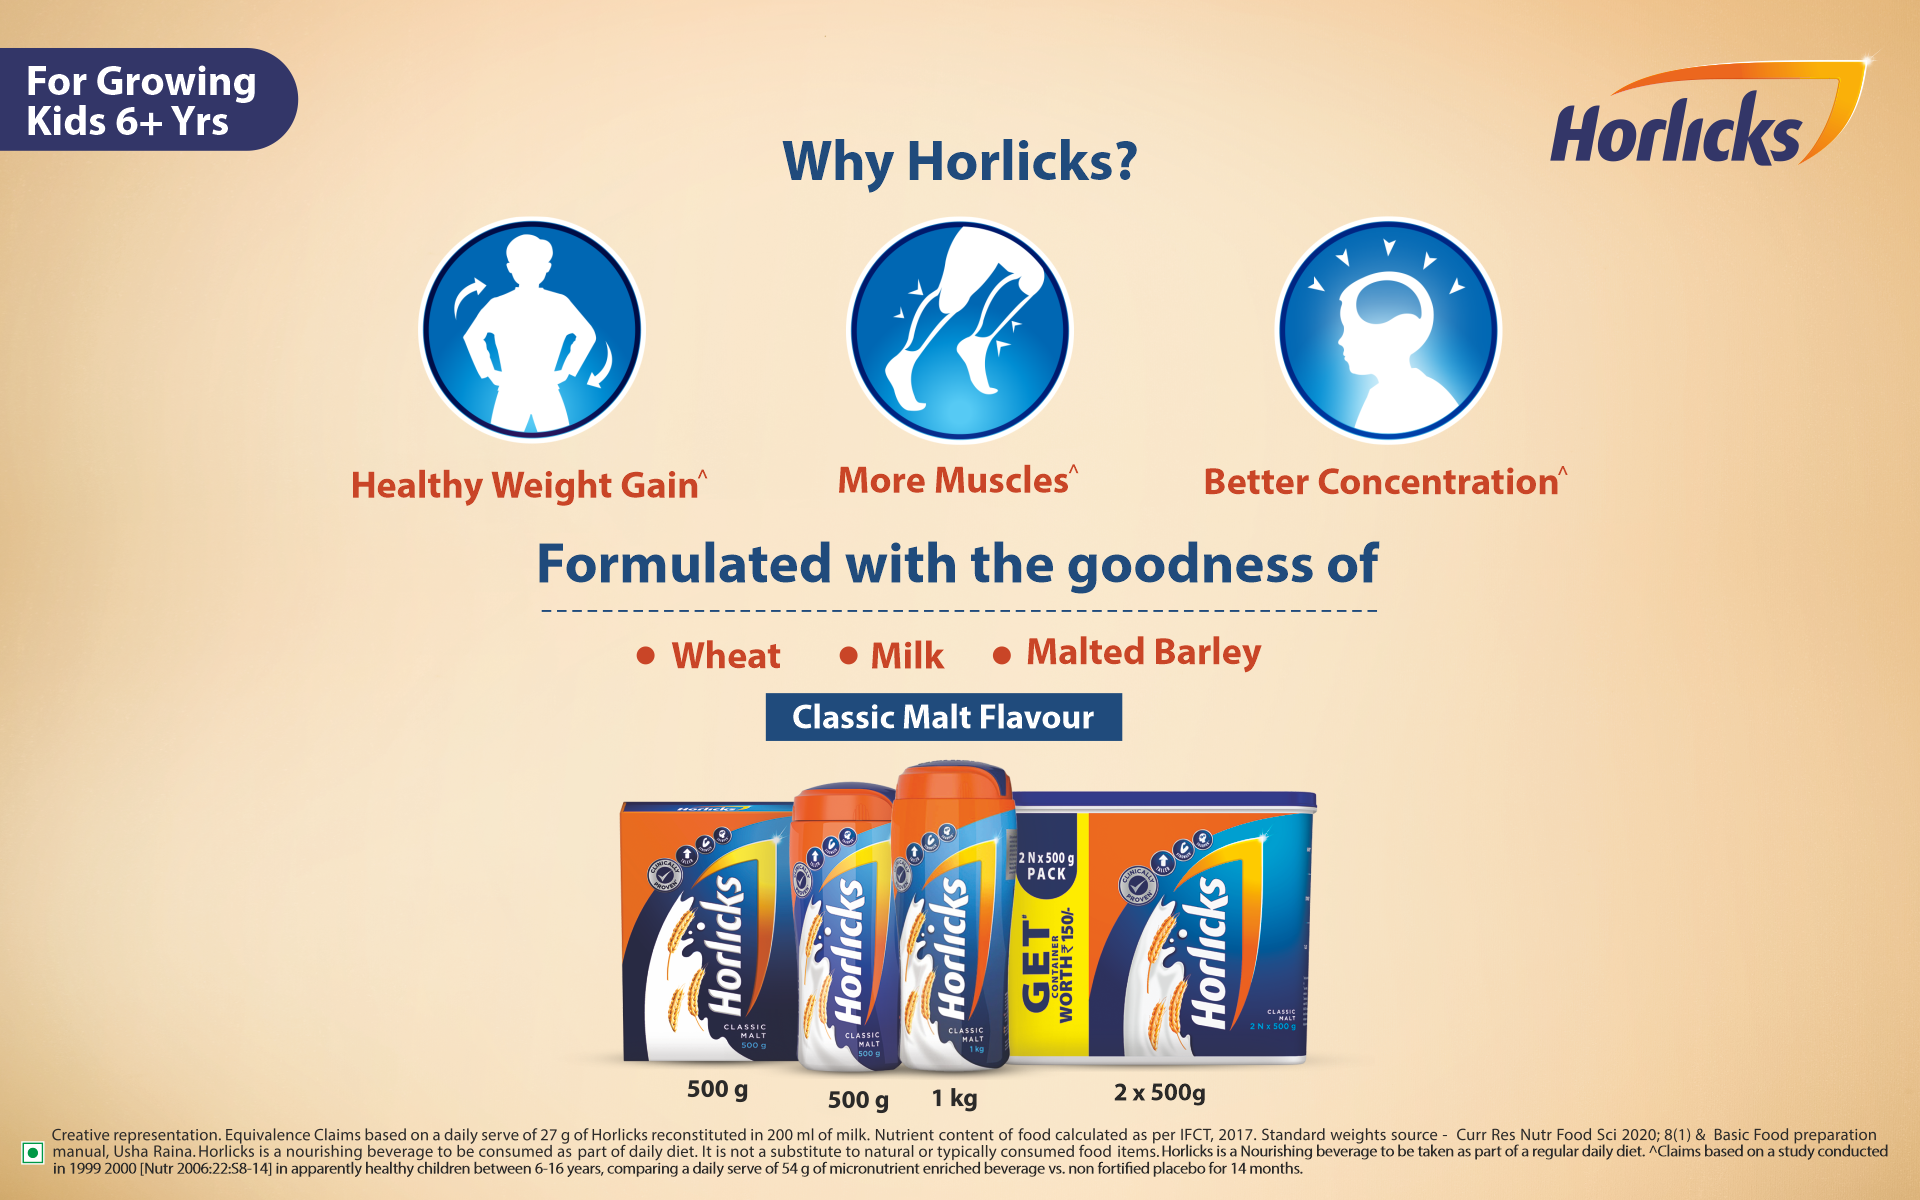 For Growing
Kids 6+ Yrs
Horlicks
Why Horlicks?
Healthy Weight Gain^
More Muscles^
Better Concentration^
Formulated with the goodness of
• Wheat • Milk • Malted Barley
Classic Malt Flavour
Horlicks
CLINICALLY PROVEN
Horlicks
CLASSIC
MALT
500 g
Horlicks
CLASSIC
MALT
500 g
Horlicks
CLASSIC
MALT
1 kg
2 N x 500 g
PACK
GET'
CONTAINER
WORTH ₹ 150/-
CLINICALLY PROVEN
Horlicks
CLASSIC
MALT
2 N x 500 g
500 g
500 g
1 kg
2 x 500g
Creative representation. Equivalence Claims based on a daily serve of 27 g of Horlicks reconstituted in 200 ml of milk. Nutrient content of food calculated as per IFCT, 2017. Standard weights source - Curr Res Nutr Food Sci 2020; 8(1) & Basic Food preparation
manual, Usha Raina. Horlicks is a nourishing beverage to be consumed as part of daily diet. It is not a substitute to natural or typically consumed food items. Horlicks is a Nourishing beverage to be taken as part of a regular daily diet. ^Claims based on a study conducted
in 1999 2000 [Nutr 2006:22:S8-14] in apparently healthy children between 6-16 years, comparing a daily serve of 54 g of micronutrient enriched beverage vs. non fortified placebo for 14 months.